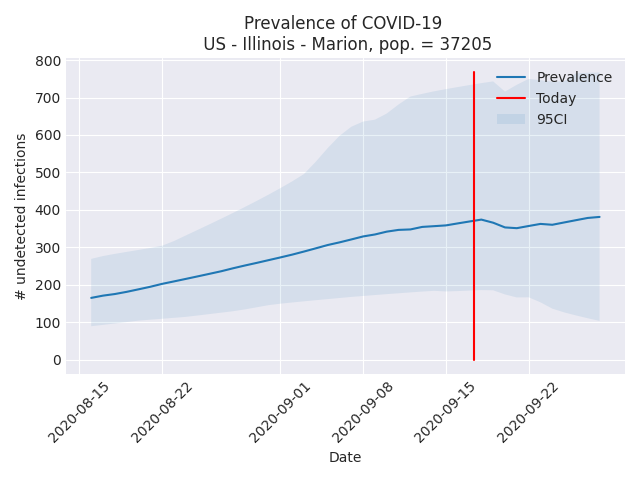 Prevalence of COVID-19
US - Illinois - Marion, pop. = 37205
800
700
600
500
400
300
200
100
0
# undetected infections
Prevalence
Today
95CI
2020-08-15
2020-08-22
2020-09-01
2020-09-08
2020-09-15
2020-09-22
Date